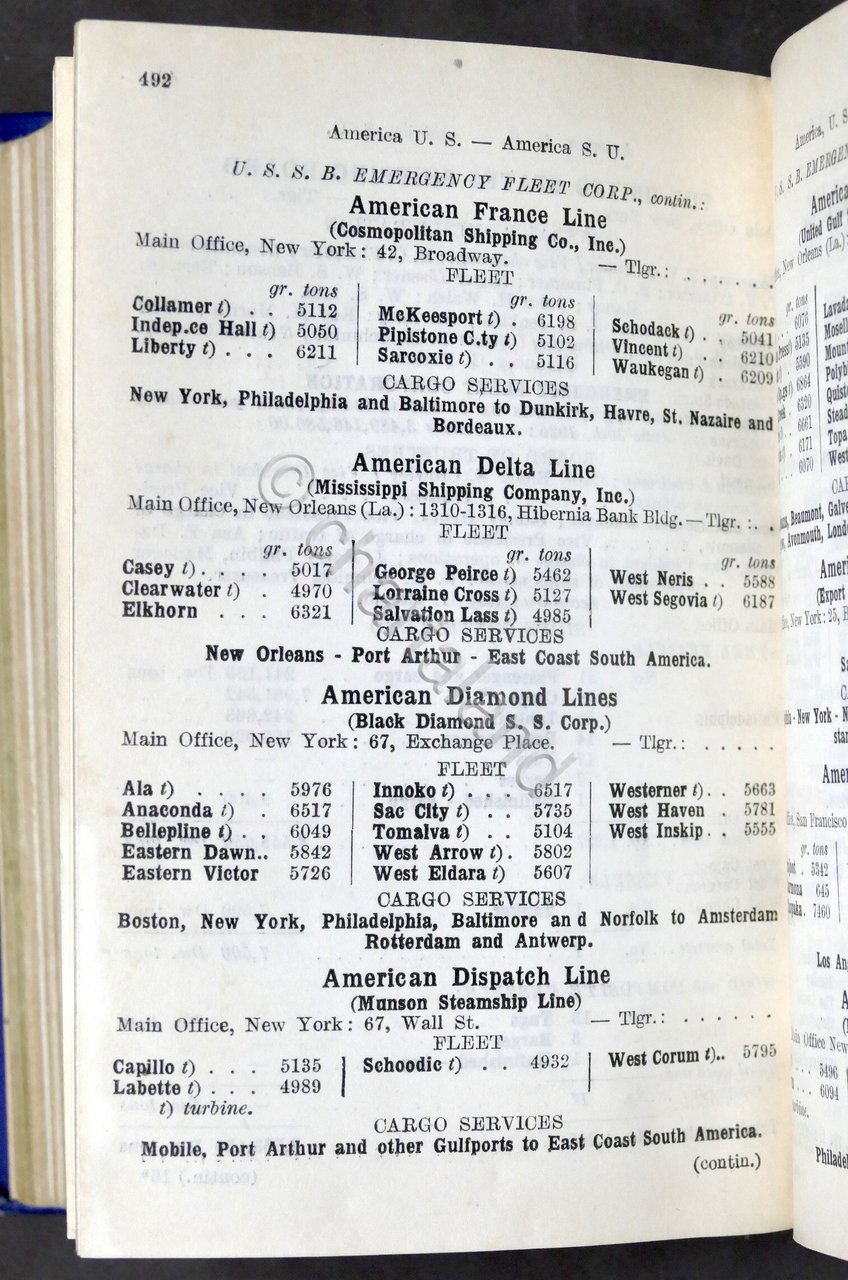 492
America U. S. — America S. U.
U. S. S. B. EMERGENCY FLEET CORP., contin.:
American France Line
(Cosmopolitan Shipping Co., Inc.)
Main Office, New York: 42, Broadway. — Tlgr.: . . . . . .
FLEET
gr. tons gr. tons gr. tons
Collamer t) . . 5112 McKeesport t) . 6198 Schodack t) . . 5041
Indep.ce Hall t) 5050 Pipistone C.ty t) 5102 Vincent t) . . 6210
Liberty t) . . . 6211 Sarcoxie t) . . 5116 Waukegan t) . 6209
CARGO SERVICES
New York, Philadelphia and Baltimore to Dunkirk, Havre, St. Nazaire and
Bordeaux.
American Delta Line
(Mississippi Shipping Company, Inc.)
Main Office, New Orleans (La.) : 1310-1316, Hibernia Bank Bldg. — Tlgr. : . .
FLEET
gr. tons gr. tons gr. tons
Casey t) . . . 5017 George Peirce t) 5462 West Neris . . 5588
Clearwater t) . 4970 Lorraine Cross t) 5127 West Segovia t) 6187
Elkhorn . . . 6321 Salvation Lass t) 4985
CARGO SERVICES
New Orleans - Port Arthur - East Coast South America.
American Diamond Lines
(Black Diamond S. S. Corp.)
Main Office, New York: 67, Exchange Place. — Tlgr.: . . . . .
FLEET
Ala t) . . . . 5976 Innoko t) . . . 6517 Westerner t) . . 5663
Anaconda t) . 6517 Sac City t) . . 5735 West Haven . 5781
Bellepline t) . . 6049 Tomalva t) . . 5104 West Inskip . . 5555
Eastern Dawn.. 5842 West Arrow t) . 5802
Eastern Victor 5726 West Eldara t) 5607
CARGO SERVICES
Boston, New York, Philadelphia, Baltimore and Norfolk to Amsterdam
Rotterdam and Antwerp.
American Dispatch Line
(Munson Steamship Line)
Main Office, New York: 67, Wall St. — Tlgr.: . . . . . .
FLEET
Capillo t) . . . 5135 Schoodic t) . . 4932 West Corum t).. 5795
Labette t) . . . 4989
t) turbine.
CARGO SERVICES
Mobile, Port Arthur and other Gulfports to East Coast South America.
(contin.)
© chartaland